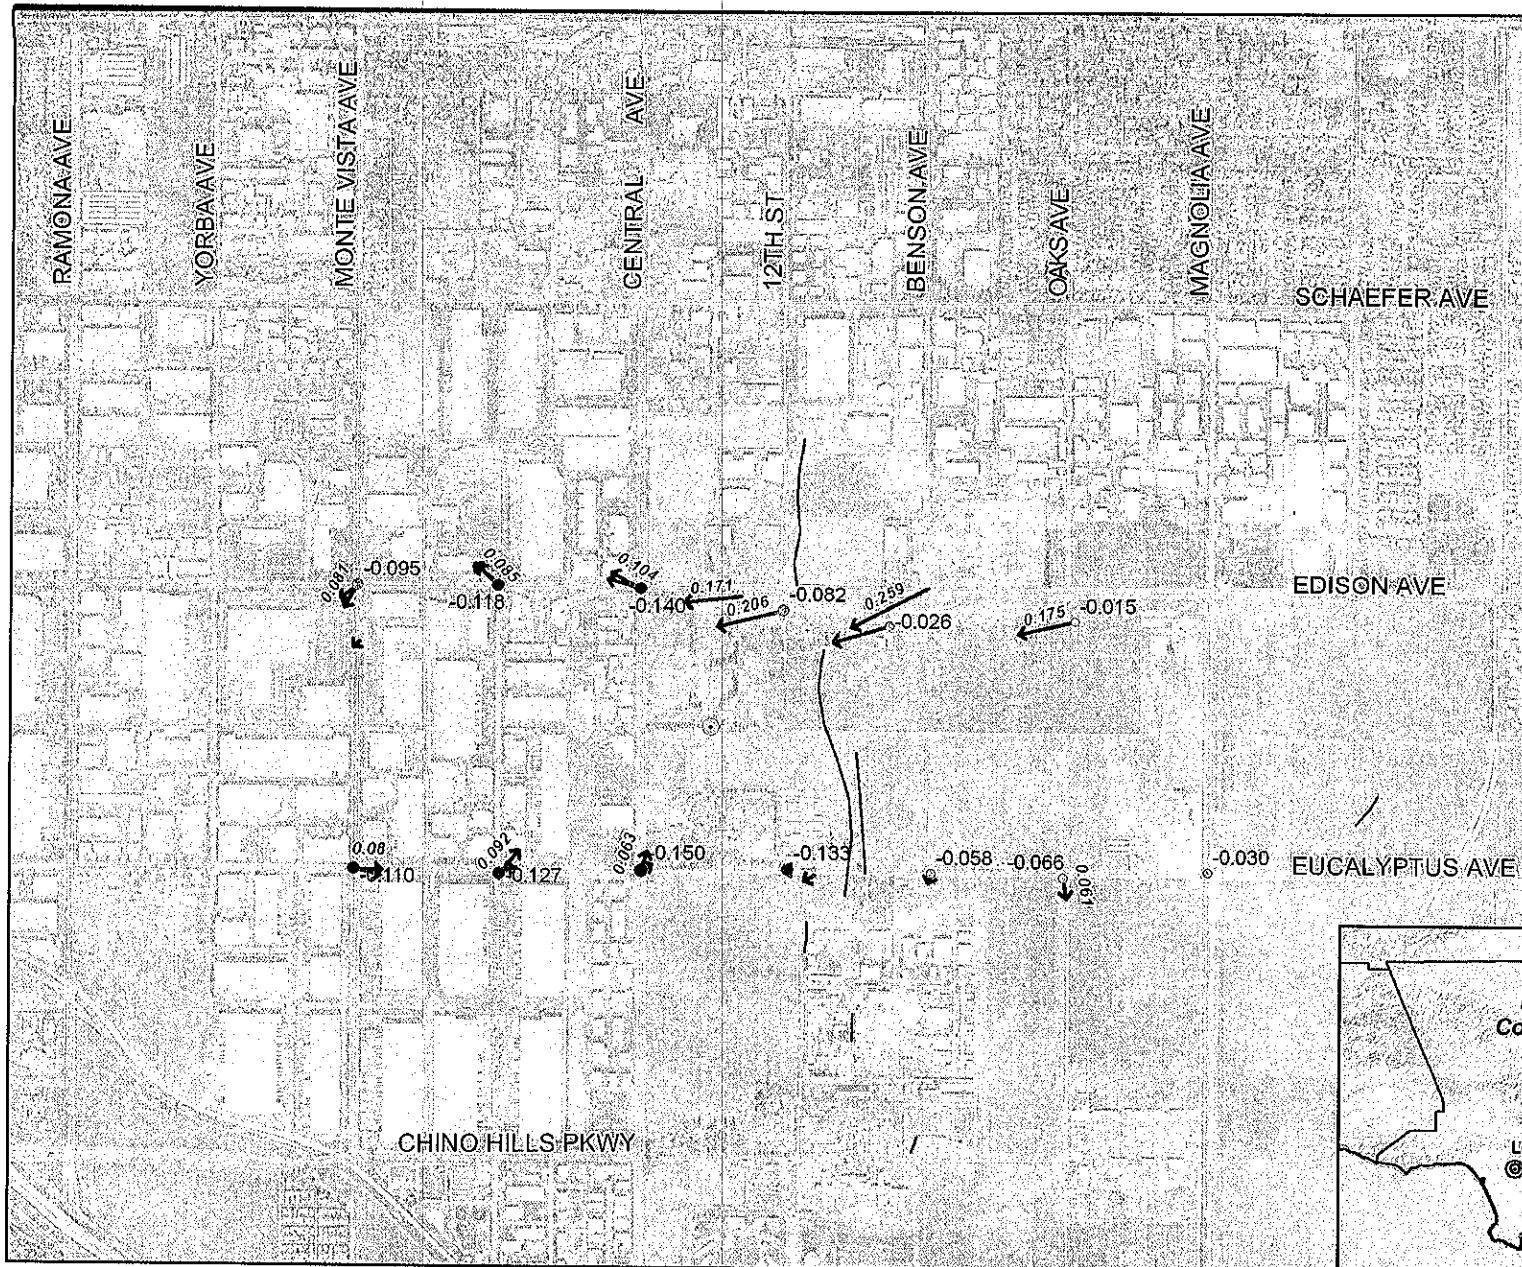 RAMONA AVE
YORBA AVE
MONTE VISTA AVE
CENTRAL AVE
12TH ST
BENSON AVE
OAKS AVE
MAGNOLIA AVE
SCHAEFER AVE
0.081
-0.095
0.085
-0.118
0.104
-0.140
0.171
0.206
-0.082
0.259
-0.026
0.175
-0.015
EDISON AVE
0.08
-0.110
0.092
-0.127
0.063
-0.150
-0.133
-0.058
-0.066
0.061
-0.030
EUCALYPTUS AVE
CHINO HILLS PKWY
Co
L